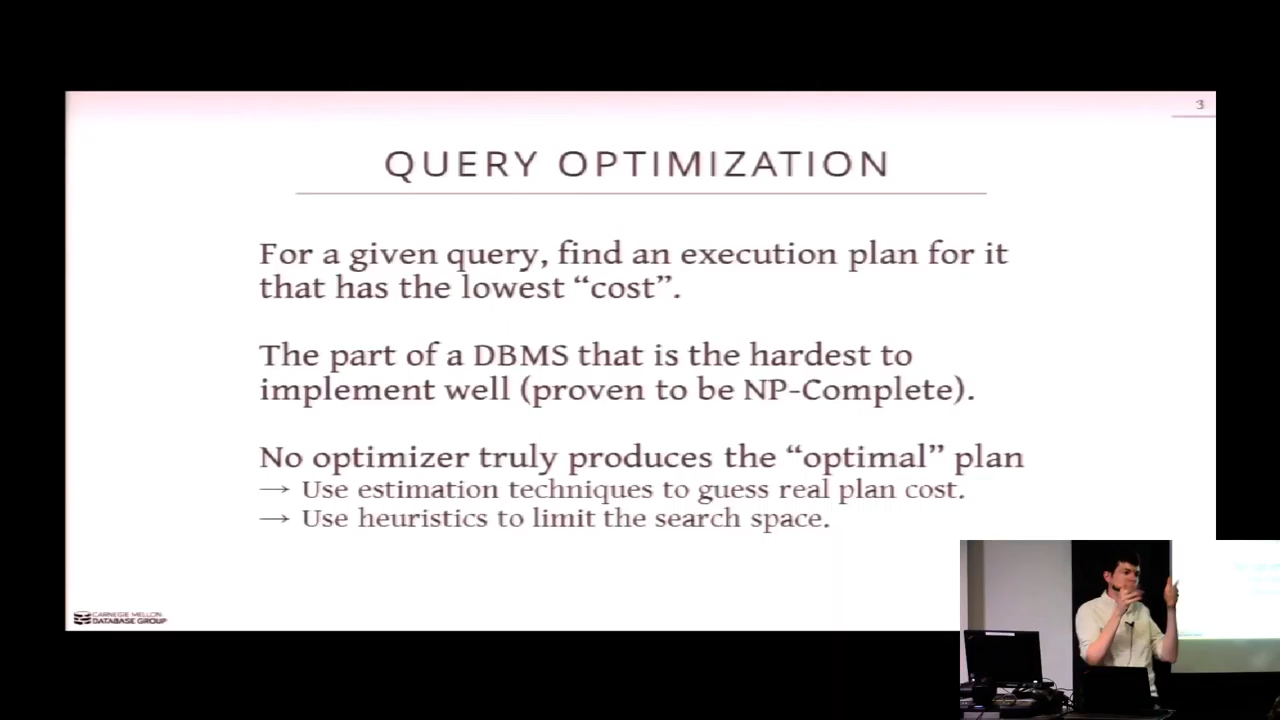 3
QUERY OPTIMIZATION
For a given query, find an execution plan for it
that has the lowest “cost”.
The part of a DBMS that is the hardest to
implement well (proven to be NP-Complete).
No optimizer truly produces the “optimal” plan
→ Use estimation techniques to guess real plan cost.
→ Use heuristics to limit the search space.
CARNEGIE MELLON
DATABASE GROUP